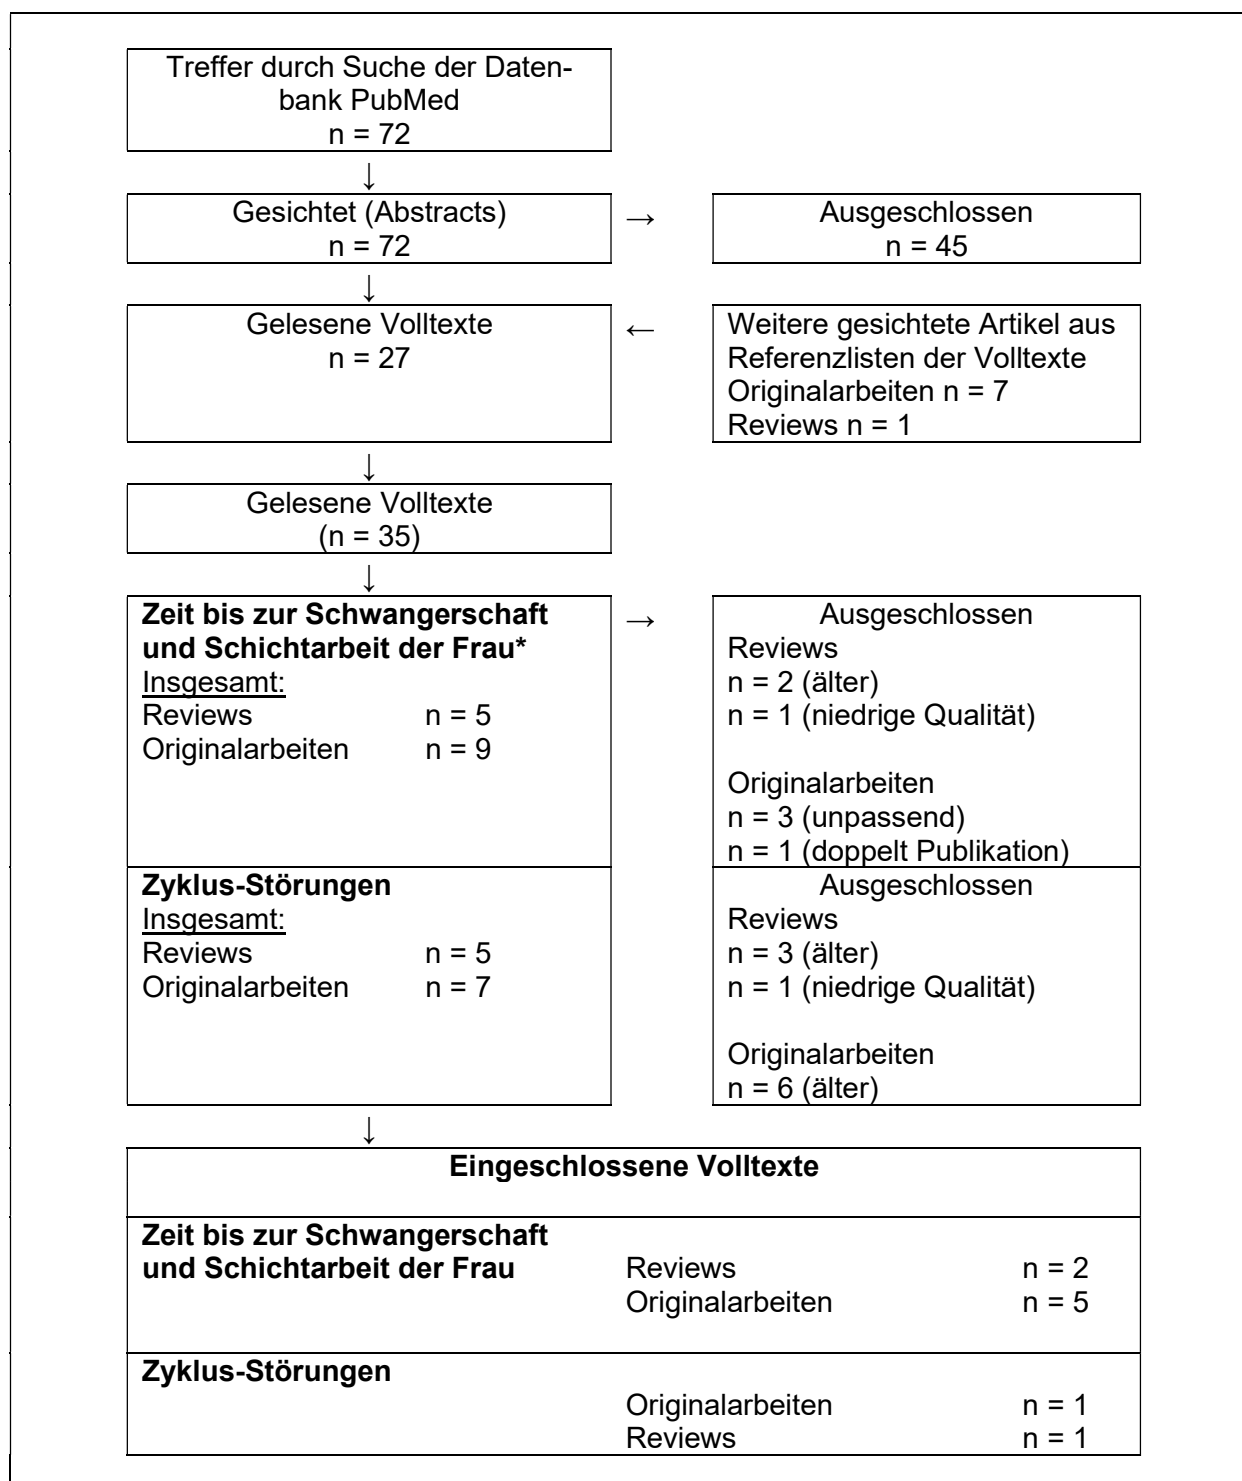 Treffer durch Suche der Daten-
bank PubMed
n = 72
↓
Gesichtet (Abstracts)
n = 72
→
Ausgeschlossen
n = 45
↓
Gelesene Volltexte
n = 27
←
Weitere gesichtete Artikel aus
Referenzlisten der Volltexte
Originalarbeiten n = 7
Reviews n = 1
↓
Gelesene Volltexte
(n = 35)
↓
Zeit bis zur Schwangerschaft
und Schichtarbeit der Frau*
Insgesamt:
Reviews n = 5
Originalarbeiten n = 9
→
Ausgeschlossen
Reviews
n = 2 (älter)
n = 1 (niedrige Qualität)
Originalarbeiten
n = 3 (unpassend)
n = 1 (doppelt Publikation)
Zyklus-Störungen
Insgesamt:
Reviews n = 5
Originalarbeiten n = 7
Ausgeschlossen
Reviews
n = 3 (älter)
n = 1 (niedrige Qualität)
Originalarbeiten
n = 6 (älter)
↓
Eingeschlossene Volltexte
Zeit bis zur Schwangerschaft
und Schichtarbeit der Frau Reviews n = 2
Originalarbeiten n = 5
Zyklus-Störungen
Originalarbeiten n = 1
Reviews n = 1